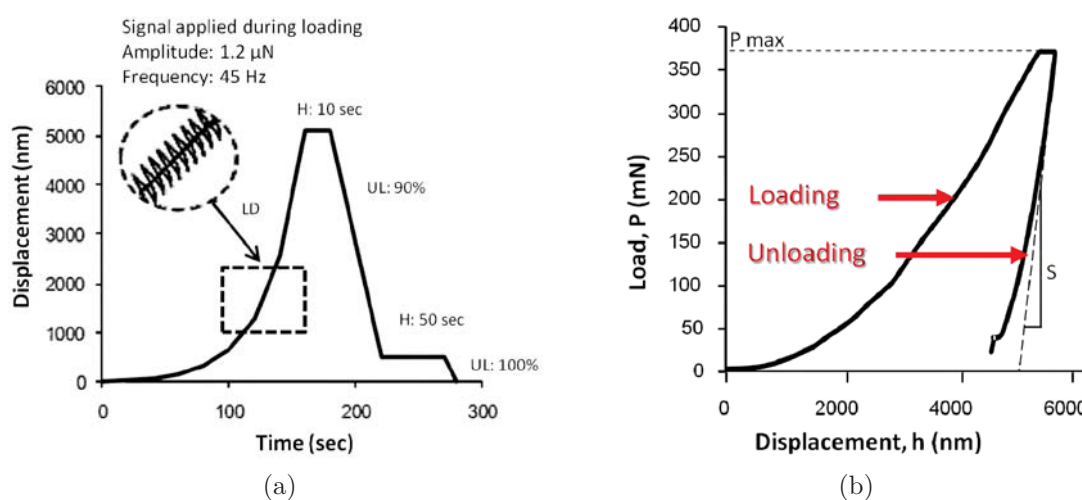 Signal applied during loading
Amplitude: 1.2 µN
Frequency: 45 Hz
6000
5000
4000
3000
2000
1000
0
Displacement (nm)
H: 10 sec
UL: 90%
LD
H: 50 sec
UL: 100%
0
100
200
300
Time (sec)
(a)
400
350
300
250
200
150
100
50
0
Load, P (mN)
P max
Loading
Unloading
S
0
2000
4000
6000
Displacement, h (nm)
(b)